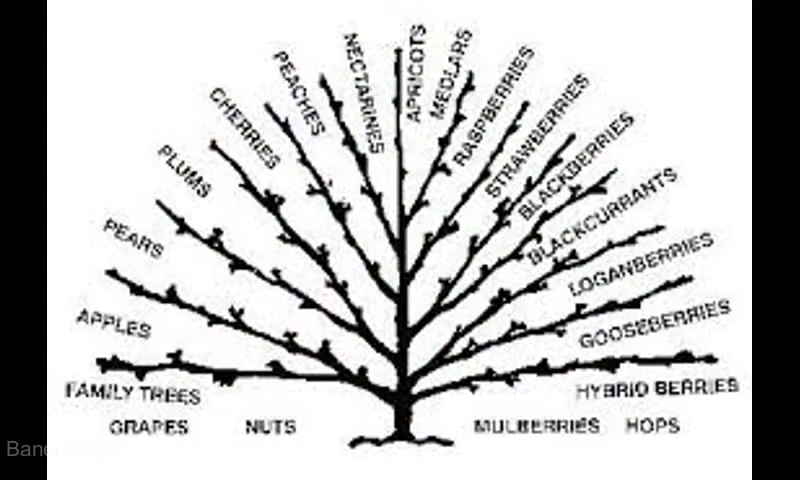 FAMILY TREES
APPLES
PEARS
PLUMS
CHERRIES
PEACHES
NECTARINES
APRICOTS
MEDLARS
RASPBERRIES
STRAWBERRIES
BLACKBERRIES
BLACKCURRANTS
LOGANBERRIES
GOOSEBERRIES
HYBRID BERRIES
GRAPES NUTS MULBERRIES HOPS